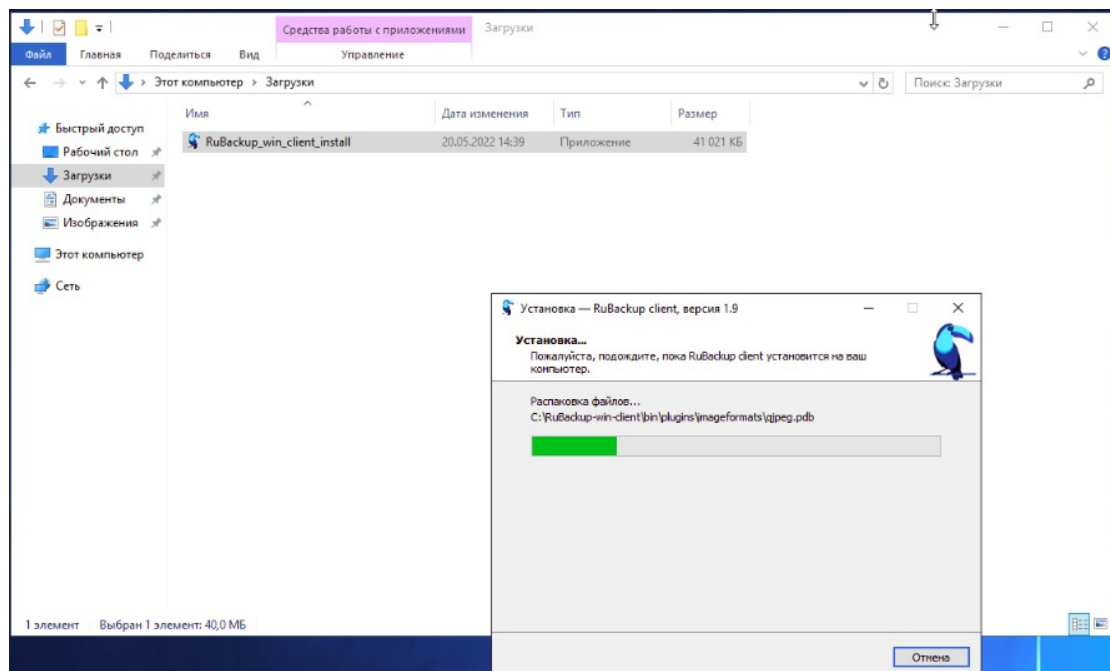 Средства работы с приложениями Загрузки
Файл Главная Поделиться Вид Управление
Этот компьютер Загрузки Поиск: Загрузки
Имя Дата изменения Тип Размер
Быстрый доступ
RuBackup_win_client_install 20.05.2022 14:39 Приложение 41 021 КБ
Рабочий стол
Загрузки
Документы
Изображения
Этот компьютер
Сеть
Установка — RuBackup client, версия 1.9
Установка...
Пожалуйста, подождите, пока RuBackup client установится на ваш
компьютер.
Распаковка файлов...
C:\RuBackup-win-client\bin\plugins\imageformats\qjpeg.pdb
1 элемент Выбран 1 элемент: 40,0 МБ
Отмена